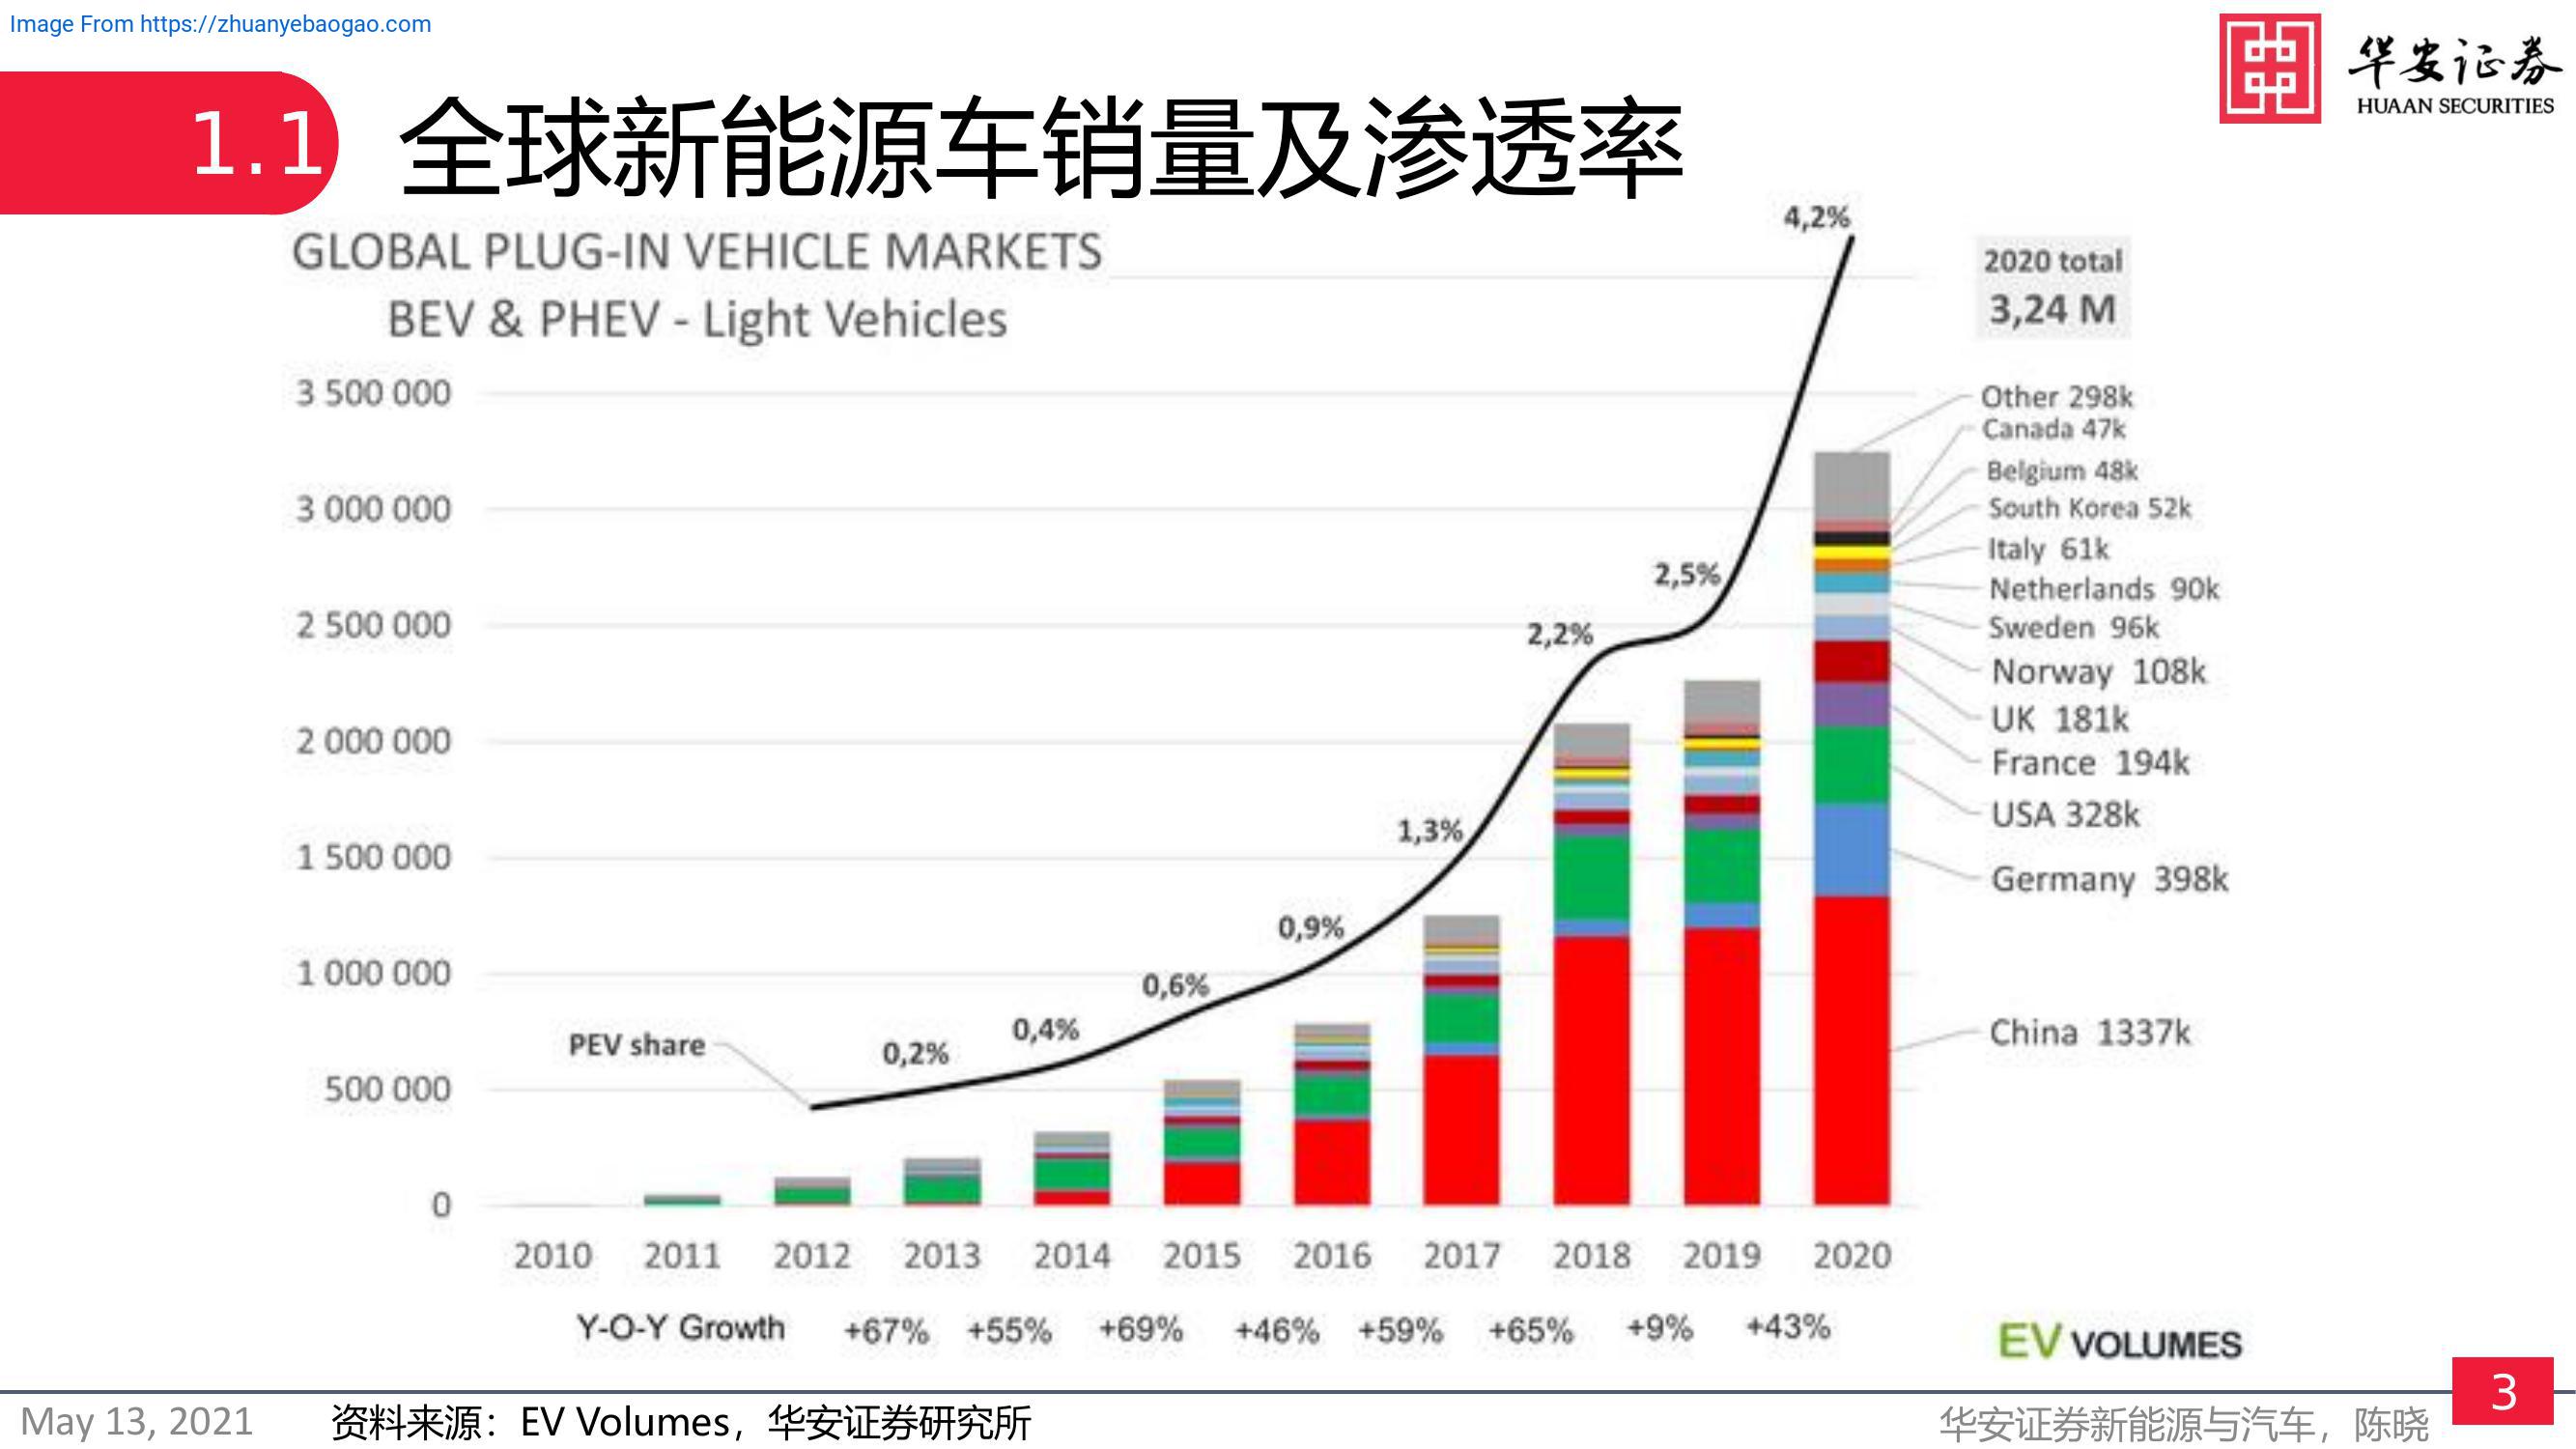 Image From https://zhuanyebaogao.com
华安证券
HUAAN SECURITIES
1.1 全球新能源车销量及渗透率
GLOBAL PLUG-IN VEHICLE MARKETS
BEV & PHEV - Light Vehicles
4,2%
2020 total
3,24 M
3 500 000
3 000 000
2 500 000
2 000 000
1 500 000
1 000 000
500 000
0
PEV share
0,2%
0,4%
0,6%
0,9%
1,3%
2,2%
2,5%
Other 298k
Canada 47k
Belgium 48k
South Korea 52k
Italy 61k
Netherlands 90k
Sweden 96k
Norway 108k
UK 181k
France 194k
USA 328k
Germany 398k
China 1337k
2010 2011 2012 2013 2014 2015 2016 2017 2018 2019 2020
Y-O-Y Growth +67% +55% +69% +46% +59% +65% +9% +43%
EV VOLUMES
May 13, 2021
资料来源：EV Volumes，华安证券研究所
华安证券新能源与汽车，陈晓
3